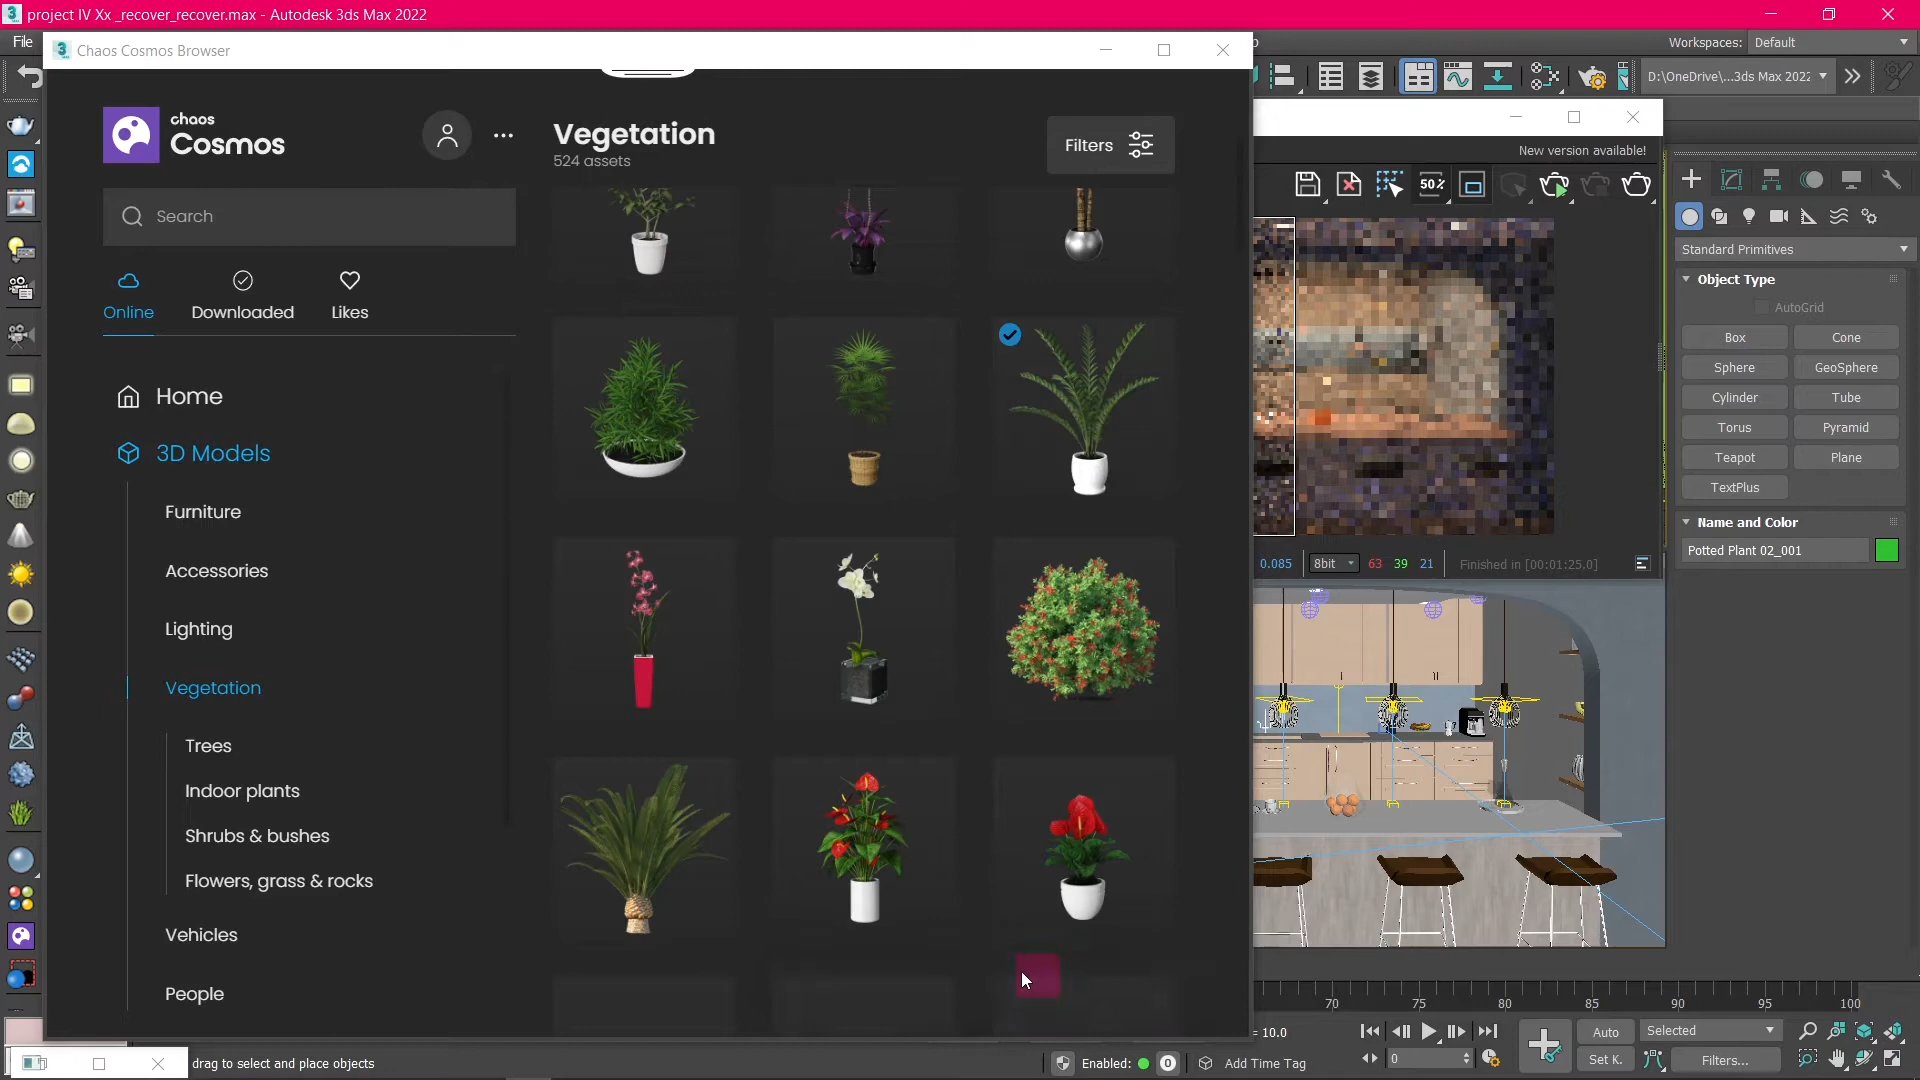 project IV Xx _recover_recover.max - Autodesk 3ds Max 2022
File
Workspaces: Default
Chaos Cosmos Browser
D:\OneDrive\...3ds Max 2022
chaos
Cosmos
Vegetation
524 assets
Filters
New version available!
Search
50%
Standard Primitives
Online
Downloaded
Likes
Object Type
AutoGrid
Box
Cone
Sphere
GeoSphere
Cylinder
Tube
Torus
Pyramid
Teapot
Plane
TextPlus
Name and Color
Potted Plant 02_001
Home
3D Models
Furniture
Accessories
Lighting
Vegetation
Trees
Indoor plants
Shrubs & bushes
Flowers, grass & rocks
Vehicles
People
0.085
8bit
63 39 21
Finished in [00:01:25.0]
70 75 80 85 90 95 100
= 10.0
Auto
Selected
Set K.
Filters...
0
drag to select and place objects
Enabled:
0
Add Time Tag